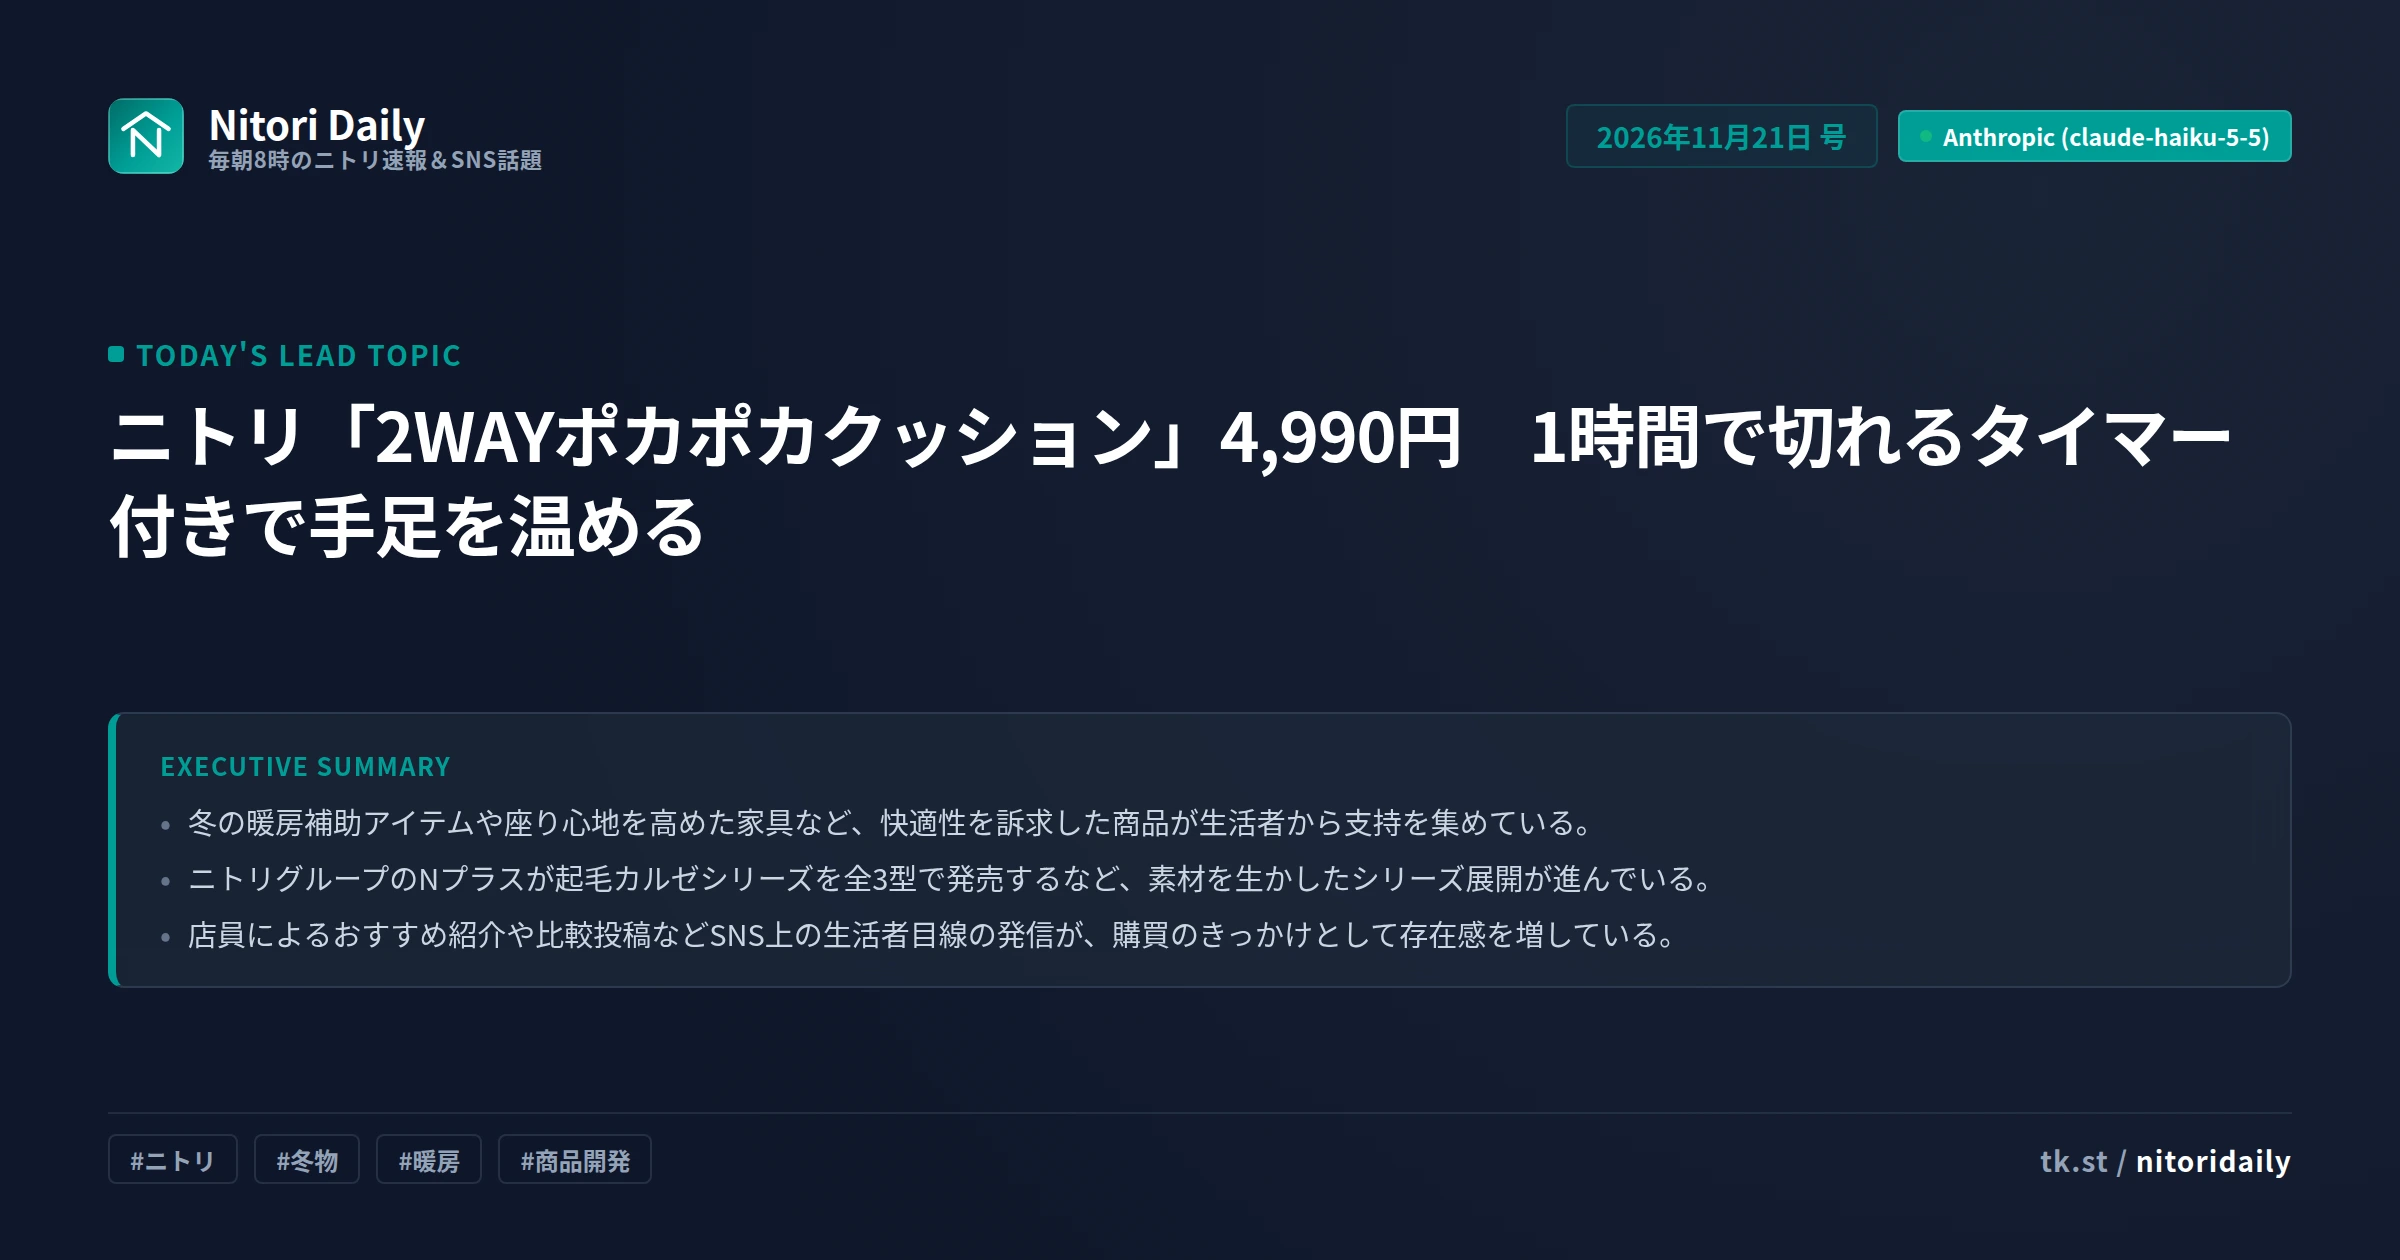 Nitori Daily
毎朝8時のニトリ速報＆SNS話題
2026年11月21日 号
Anthropic (claude-haiku-5-5)
TODAY'S LEAD TOPIC
ニトリ「2WAYポカポカクッション」4,990円　1時間で切れるタイマー
付きで手足を温める
EXECUTIVE SUMMARY
• 冬の暖房補助アイテムや座り心地を高めた家具など、快適性を訴求した商品が生活者から支持を集めている。
• ニトリグループのNプラスが起毛カルゼシリーズを全3型で発売するなど、素材を生かしたシリーズ展開が進んでいる。
• 店員によるおすすめ紹介や比較投稿などSNS上の生活者目線の発信が、購買のきっかけとして存在感を増している。
#ニトリ #冬物 #暖房 #商品開発
tk.st / nitoridaily